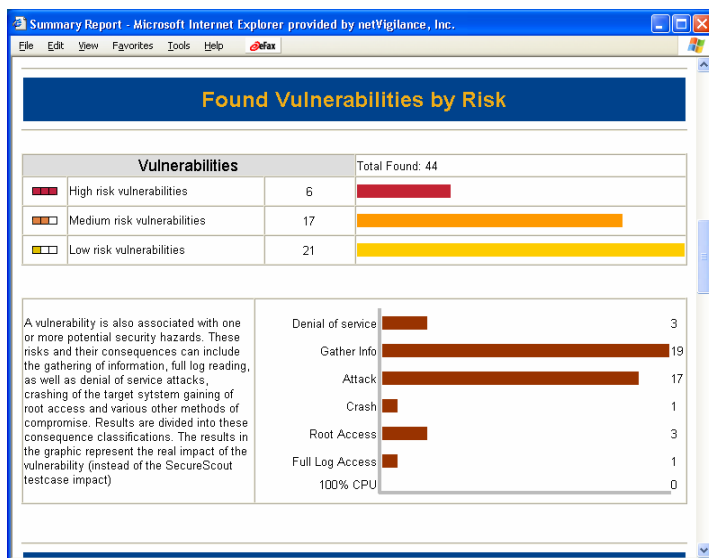 Summary Report - Microsoft Internet Explorer provided by netVigilance, Inc.
File Edit View Favorites Tools Help eFax
Found Vulnerabilities by Risk
Vulnerabilities Total Found: 44
High risk vulnerabilities 6
Medium risk vulnerabilities 17
Low risk vulnerabilities 21
A vulnerability is also associated with one
or more potential security hazards. These
risks and their consequences can include
the gathering of information, full log reading,
as well as denial of service attacks,
crashing of the target sytstem gaining of
root access and various other methods of
compromise. Results are divided into these
consequence classifications. The results in
the graphic represent the real impact of the
vulnerability (instead of the SecureScout
testcase impact)
Denial of service 3
Gather Info 19
Attack 17
Crash 1
Root Access 3
Full Log Access 1
100% CPU 0